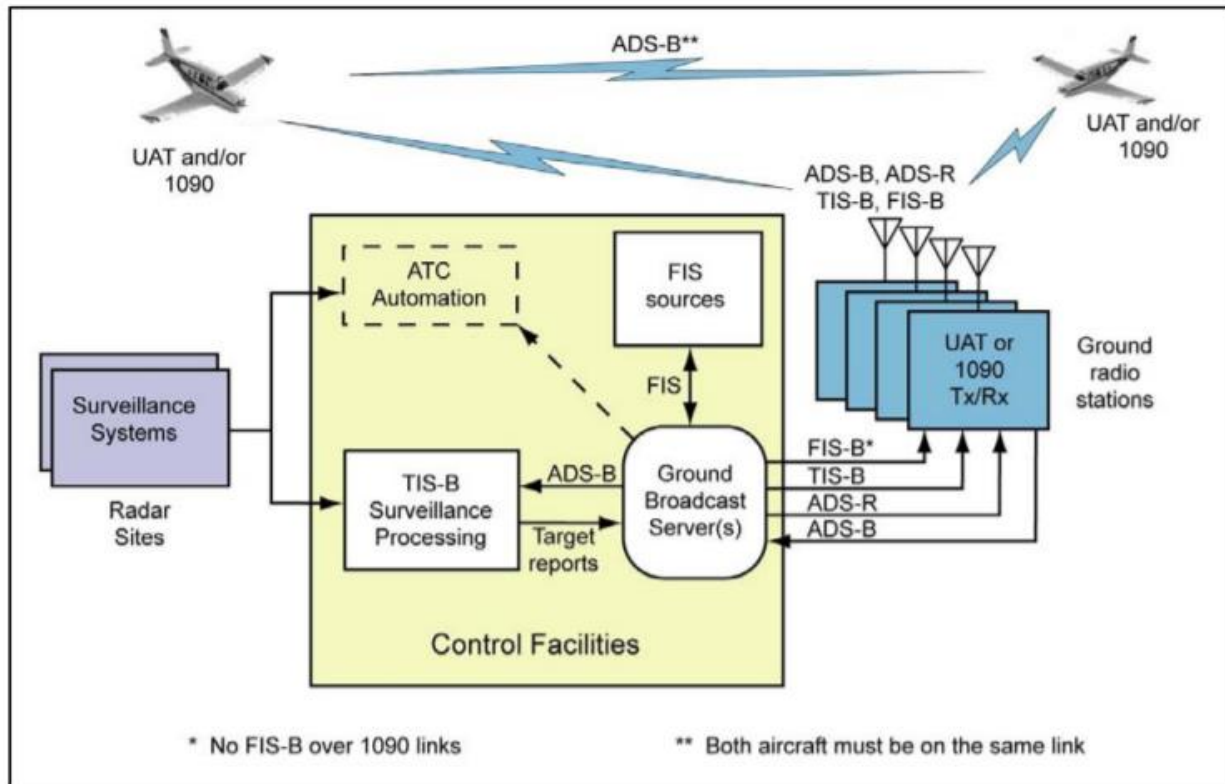 ADS-B**
UAT and/or
1090
UAT and/or
1090
ADS-B, ADS-R
TIS-B, FIS-B
ATC
Automation
FIS
sources
UAT or
1090
Tx/Rx
Ground
radio
stations
Surveillance
Systems
Radar
Sites
FIS
TIS-B
Surveillance
Processing
ADS-B
Target
reports
Ground
Broadcast
Server(s)
FIS-B*
TIS-B
ADS-R
ADS-B
Control Facilities
* No FIS-B over 1090 links
** Both aircraft must be on the same link